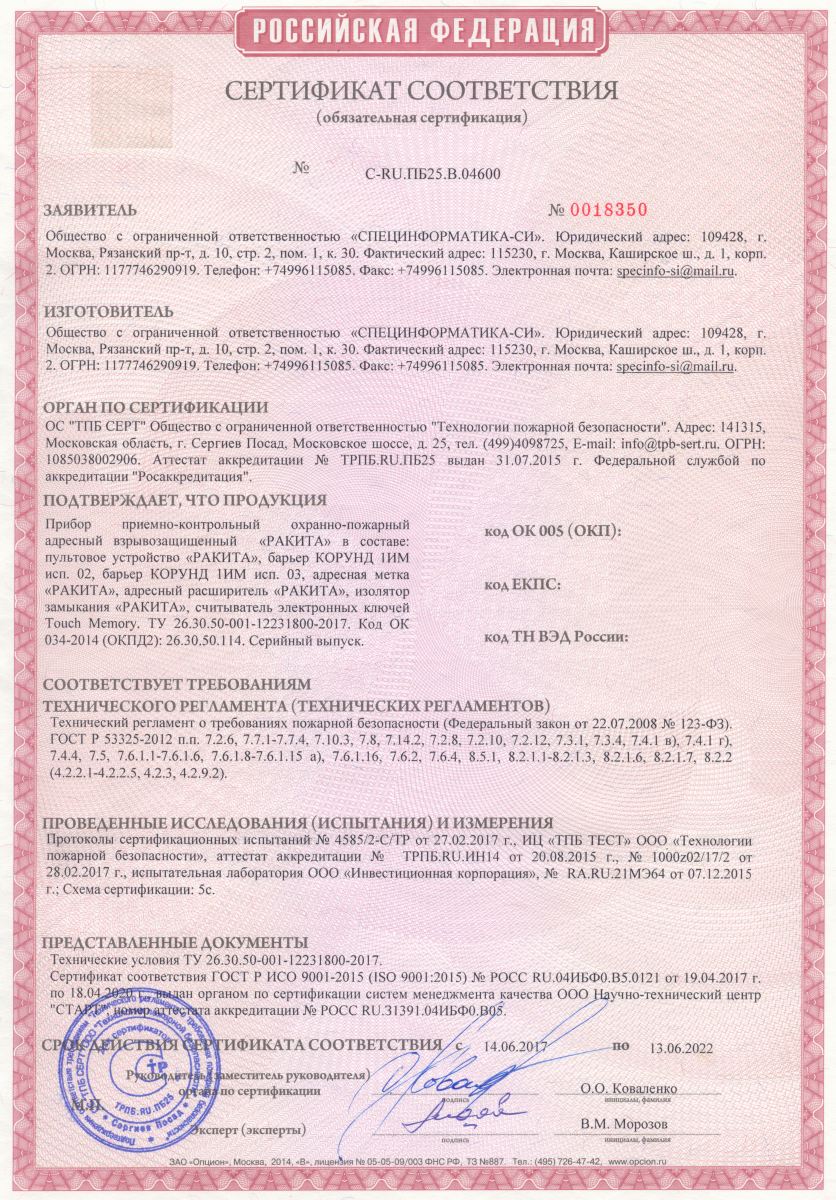 РОССИЙСКАЯ ФЕДЕРАЦИЯ
СЕРТИФИКАТ СООТВЕТСТВИЯ
(обязательная сертификация)
№ C-RU.ПБ25.В.04600
ЗАЯВИТЕЛЬ
№ 0018350
Общество с ограниченной ответственностью «СПЕЦИНФОРМАТИКА-СИ». Юридический адрес: 109428, г.
Москва, Рязанский пр-т, д. 10, стр. 2, пом. 1, к. 30. Фактический адрес: 115230, г. Москва, Каширское ш., д. 1, корп.
2. ОГРН: 1177746290919. Телефон: +74996115085. Факс: +74996115085. Электронная почта: specinfo-si@mail.ru.
ИЗГОТОВИТЕЛЬ
Общество с ограниченной ответственностью «СПЕЦИНФОРМАТИКА-СИ». Юридический адрес: 109428, г.
Москва, Рязанский пр-т, д. 10, стр. 2, пом. 1, к. 30. Фактический адрес: 115230, г. Москва, Каширское ш., д. 1, корп.
2. ОГРН: 1177746290919. Телефон: +74996115085. Факс: +74996115085. Электронная почта: specinfo-si@mail.ru.
ОРГАН ПО СЕРТИФИКАЦИИ
ОС "ТПБ СЕРТ" Общество с ограниченной ответственностью "Технологии пожарной безопасности". Адрес: 141315,
Московская область, г. Сергиев Посад, Московское шоссе, д. 25, тел. (499)4098725, E-mail: info@tpb-sert.ru. ОГРН:
1085038002906. Аттестат аккредитации № ТРПБ.RU.ПБ25 выдан 31.07.2015 г. Федеральной службой по
аккредитации "Росаккредитация".
ПОДТВЕРЖДАЕТ, ЧТО ПРОДУКЦИЯ
Прибор приемно-контрольный охранно-пожарный
адресный взрывозащищенный «РАКИТА» в составе:
пультовое устройство «РАКИТА», барьер КОРУНД 1ИМ
исп. 02, барьер КОРУНД 1ИМ исп. 03, адресная метка
«РАКИТА», адресный расширитель «РАКИТА», изолятор
замыкания «РАКИТА», считыватель электронных ключей
Touch Memory. ТУ 26.30.50-001-12231800-2017. Код ОК
034-2014 (ОКПД2): 26.30.50.114. Серийный выпуск.
код ОК 005 (ОКП):
код ЕКПС:
код ТН ВЭД России:
СООТВЕТСТВУЕТ ТРЕБОВАНИЯМ
ТЕХНИЧЕСКОГО РЕГЛАМЕНТА (ТЕХНИЧЕСКИХ РЕГЛАМЕНТОВ)
Технический регламент о требованиях пожарной безопасности (Федеральный закон от 22.07.2008 № 123-ФЗ).
ГОСТ Р 53325-2012 п.п. 7.2.6, 7.7.1-7.7.4, 7.10.3, 7.8, 7.14.2, 7.2.8, 7.2.10, 7.2.12, 7.3.1, 7.3.4, 7.4.1 в), 7.4.1 г),
7.4.4, 7.5, 7.6.1.1-7.6.1.6, 7.6.1.8-7.6.1.15 а), 7.6.1.16, 7.6.2, 7.6.4, 8.5.1, 8.2.1.1-8.2.1.3, 8.2.1.6, 8.2.1.7, 8.2.2
(4.2.2.1-4.2.2.5, 4.2.3, 4.2.9.2).
ПРОВЕДЕННЫЕ ИССЛЕДОВАНИЯ (ИСПЫТАНИЯ) И ИЗМЕРЕНИЯ
Протоколы сертификационных испытаний № 4585/2-С/ТР от 27.02.2017 г., ИЦ «ТПБ ТЕСТ» ООО «Технологии
пожарной безопасности», аттестат аккредитации № ТРПБ.RU.ИН14 от 20.08.2015 г., № 1000z02/17/2 от
28.02.2017 г., испытательная лаборатория ООО «Инвестиционная корпорация», № RA.RU.21МЭ64 от 07.12.2015
г.; Схема сертификации: 5с.
ПРЕДСТАВЛЕННЫЕ ДОКУМЕНТЫ
Технические условия ТУ 26.30.50-001-12231800-2017.
Сертификат соответствия ГОСТ Р ИСО 9001-2015 (ISO 9001:2015) № РОСС RU.04ИБФ0.В5.0121 от 19.04.2017 г.
по 18.04.2020 г., выдан органом по сертификации систем менеджмента качества ООО Научно-технический центр
"СТАРТ", номер аттестата аккредитации № РОСС RU.31391.04ИБФ0.В05.
СРОК ДЕЙСТВИЯ СЕРТИФИКАТА СООТВЕТСТВИЯ с 14.06.2017 по 13.06.2022
Руководитель (заместитель руководителя)
органа по сертификации
О.О. Коваленко
подпись
инициалы, фамилия
М.П.
Эксперт (эксперты)
В.М. Морозов
подпись
инициалы, фамилия
ТРПБ.RU.ПБ25
Сергиев Посад
ЗАО «Опцион», Москва, 2014, «В», лицензия № 05-05-09/003 ФНС РФ, ТЗ №887. Тел.: (495) 726-47-42, www.opcion.ru